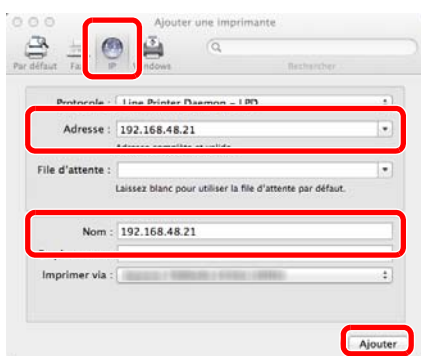 Ajouter une imprimante
Par défaut Fax IP Windows Rechercher
Protocole : Line Printer Daemon – LPD
Adresse : 192.168.48.21
Adresse complète et valide.
File d'attente :
Laissez blanc pour utiliser la file d'attente par défaut.
Nom : 192.168.48.21
Imprimer via :
Ajouter